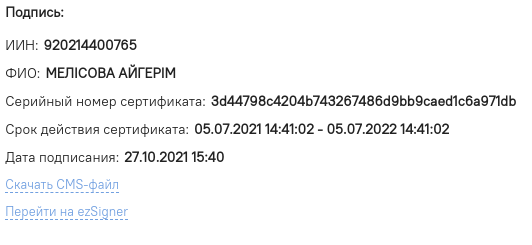 Подпись:
ИИН: 920214400765
ФИО: МЕЛІСОВА АЙГЕРІМ
Серийный номер сертификата: 3d44798c4204b743267486d9bb9caed1c6a971db
Срок действия сертификата: 05.07.2021 14:41:02 - 05.07.2022 14:41:02
Дата подписания: 27.10.2021 15:40
Скачать CMS-файл
Перейти на ezSigner